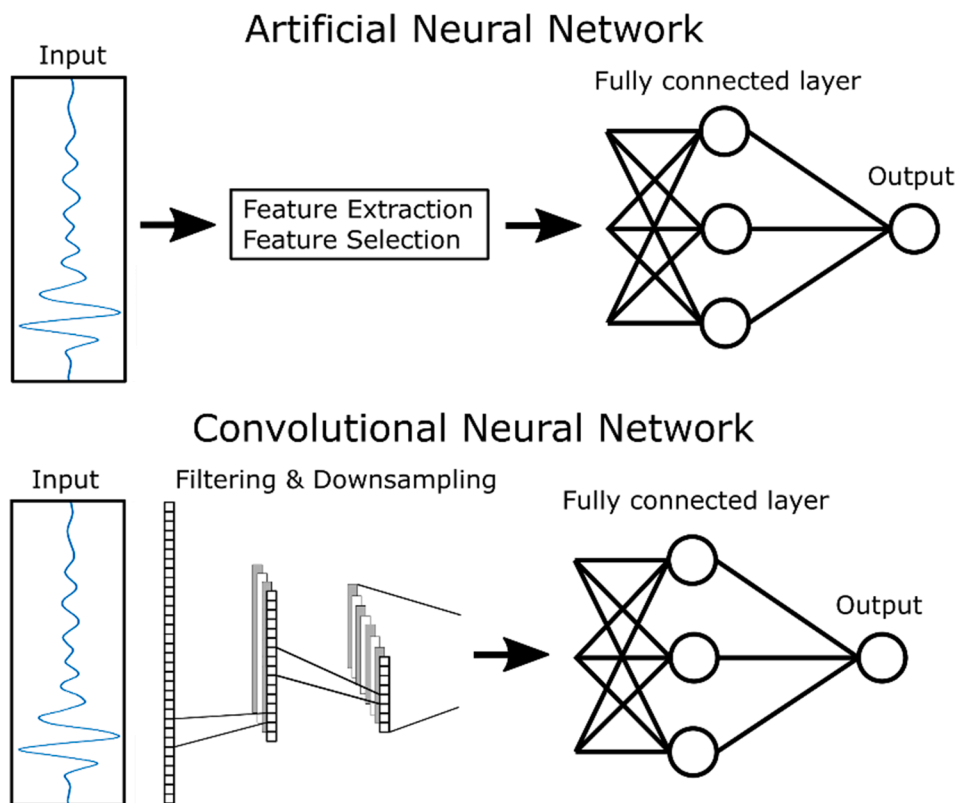 Artificial Neural Network
Input
Fully connected layer
Output
Feature Extraction
Feature Selection
Convolutional Neural Network
Input
Filtering & Downsampling
Fully connected layer
Output